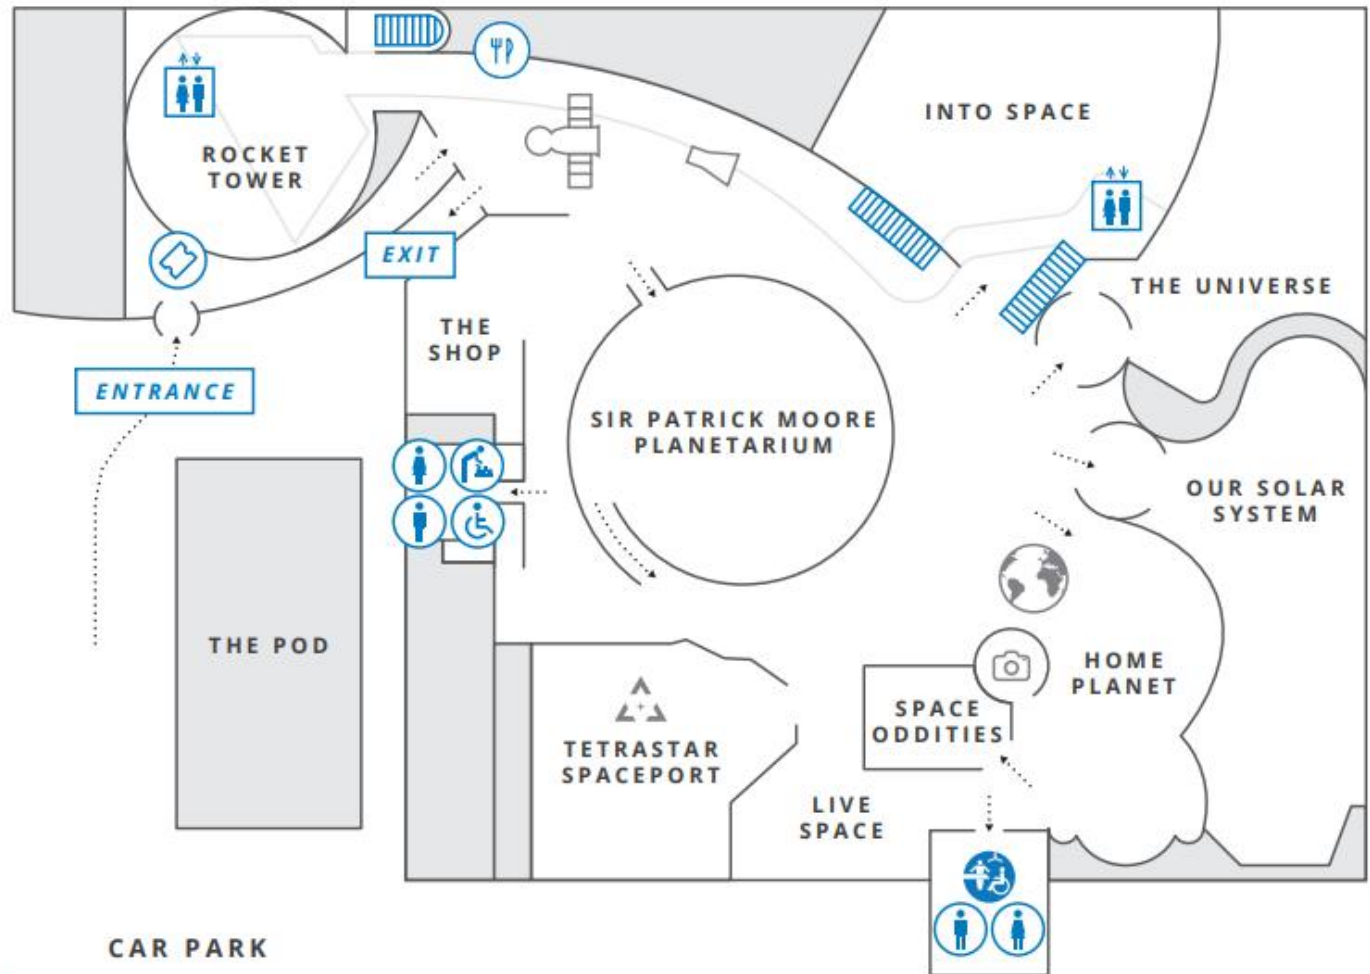 INTO SPACE
ROCKET
TOWER
EXIT
THE UNIVERSE
THE
SHOP
ENTRANCE
SIR PATRICK MOORE
PLANETARIUM
OUR SOLAR
SYSTEM
THE POD
HOME
PLANET
SPACE
ODDITIES
TETRASTAR
SPACEPORT
LIVE
SPACE
CAR PARK